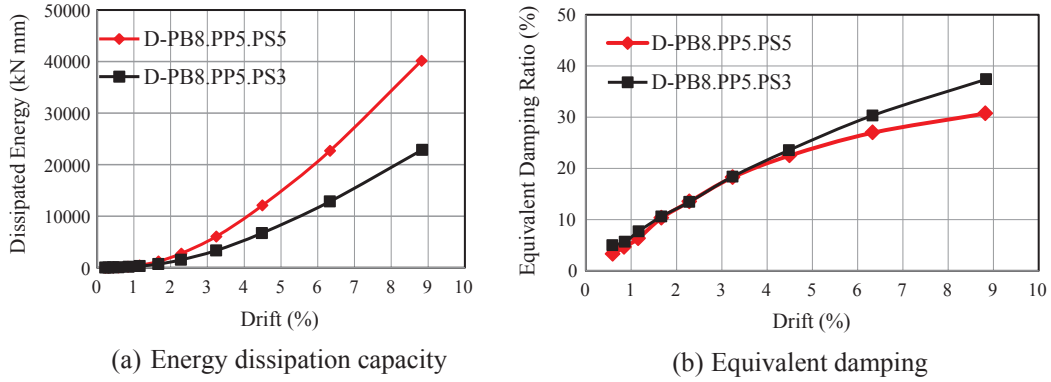 Dissipated Energy (kN mm)
50000
40000
30000
20000
10000
0
D-PB8.PP5.PS5
D-PB8.PP5.PS3
0 1 2 3 4 5 6 7 8 9 10
Drift (%)
(a) Energy dissipation capacity
Equivalent Damping Ratio (%)
50
40
30
20
10
0
D-PB8.PP5.PS5
D-PB8.PP5.PS3
0 1 2 3 4 5 6 7 8 9 10
Drift (%)
(b) Equivalent damping